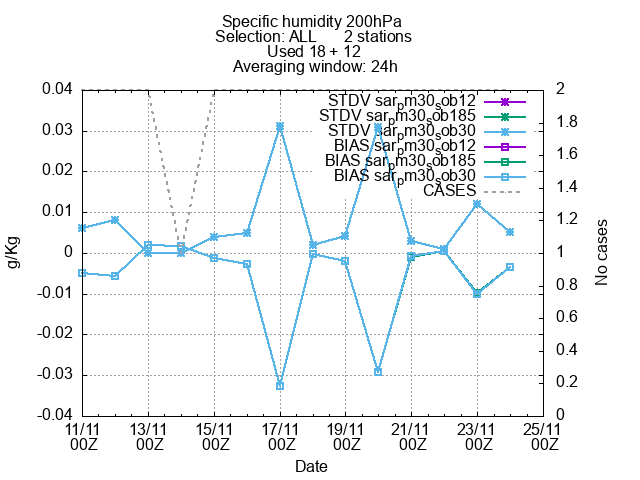 Specific humidity 200hPa
Selection: ALL 2 stations
Used 18 + 12
Averaging window: 24h
STDV sar_pm30_sob12
STDV sar_pm30_sob185
STDV sar_pm30_sob30
BIAS sar_pm30_sob12
BIAS sar_pm30_sob185
BIAS sar_pm30_sob30
CASES
g/Kg
0.04
0.03
0.02
0.01
0
-0.01
-0.02
-0.03
-0.04
2
1.8
1.6
1.4
1.2
1
0.8
0.6
0.4
0.2
0
No cases
11/11 13/11 15/11 17/11 19/11 21/11 23/11 25/11
00Z 00Z 00Z 00Z 00Z 00Z 00Z 00Z
Date